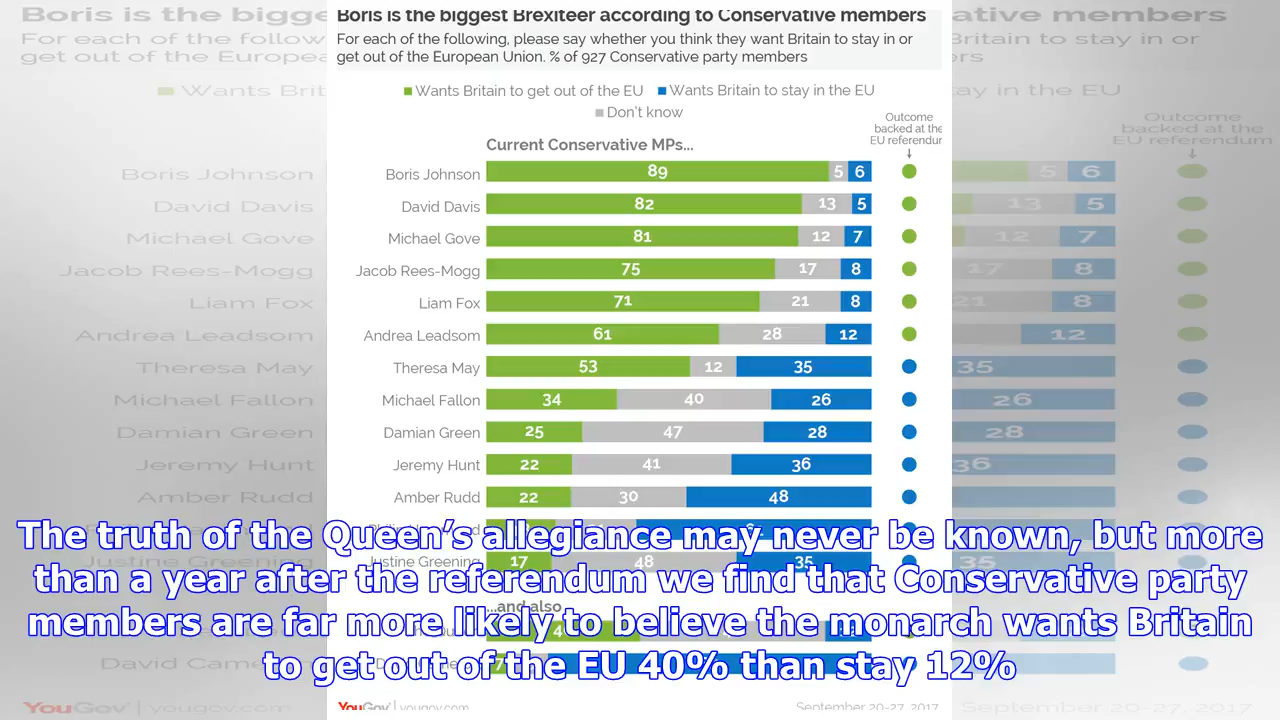 Boris is the biggest Brexiteer according to Conservative members
For each of the following, please say whether you think they want Britain to stay in or
get out of the European Union. % of 927 Conservative party members
Wants Britain to get out of the EU Wants Britain to stay in the EU
Don't know
Outcome
backed at the
EU referendum
Current Conservative MPs...
Boris Johnson 89 5 6
David Davis 82 13 5
Michael Gove 81 12 7
Jacob Rees-Mogg 75 17 8
Liam Fox 71 21 8
Andrea Leadsom 61 28 12
Theresa May 53 12 35
Michael Fallon 34 40 26
Damian Green 25 47 28
Jeremy Hunt 22 41 36
Amber Rudd 22 30 48
Justine Greening 17 48 35
...and also
David 7
The truth of the Queen's allegiance may never be known, but more
than a year after the referendum we find that Conservative party
members are far more likely to believe the monarch wants Britain
to get out of the EU 40% than stay 12%
YouGov | yougov.com September 20-27, 2017